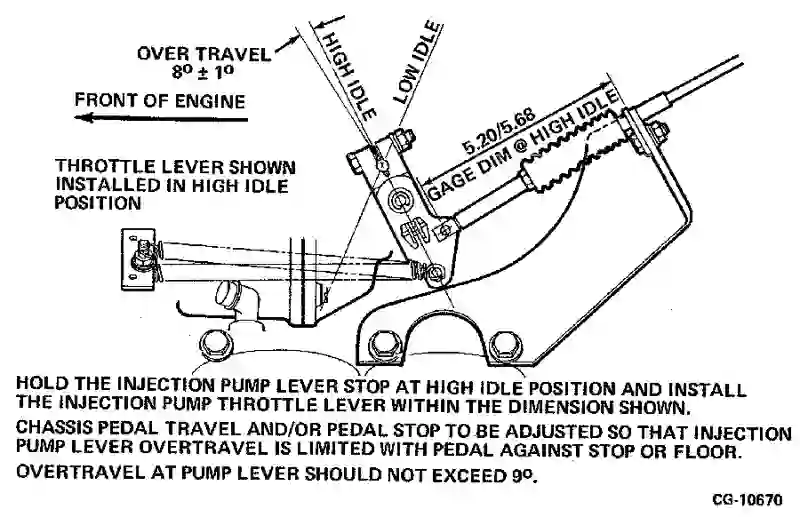 OVER TRAVEL
8º ± 1º
HIGH IDLE
LOW IDLE
FRONT OF ENGINE
5.20/5.68
GAGE DIM @ HIGH IDLE
THROTTLE LEVER SHOWN
INSTALLED IN HIGH IDLE
POSITION
HOLD THE INJECTION PUMP LEVER STOP AT HIGH IDLE POSITION AND INSTALL
THE INJECTION PUMP THROTTLE LEVER WITHIN THE DIMENSION SHOWN.
CHASSIS PEDAL TRAVEL AND/OR PEDAL STOP TO BE ADJUSTED SO THAT INJECTION
PUMP LEVER OVERTRAVEL IS LIMITED WITH PEDAL AGAINST STOP OR FLOOR.
OVERTRAVEL AT PUMP LEVER SHOULD NOT EXCEED 9º.
CG-10670